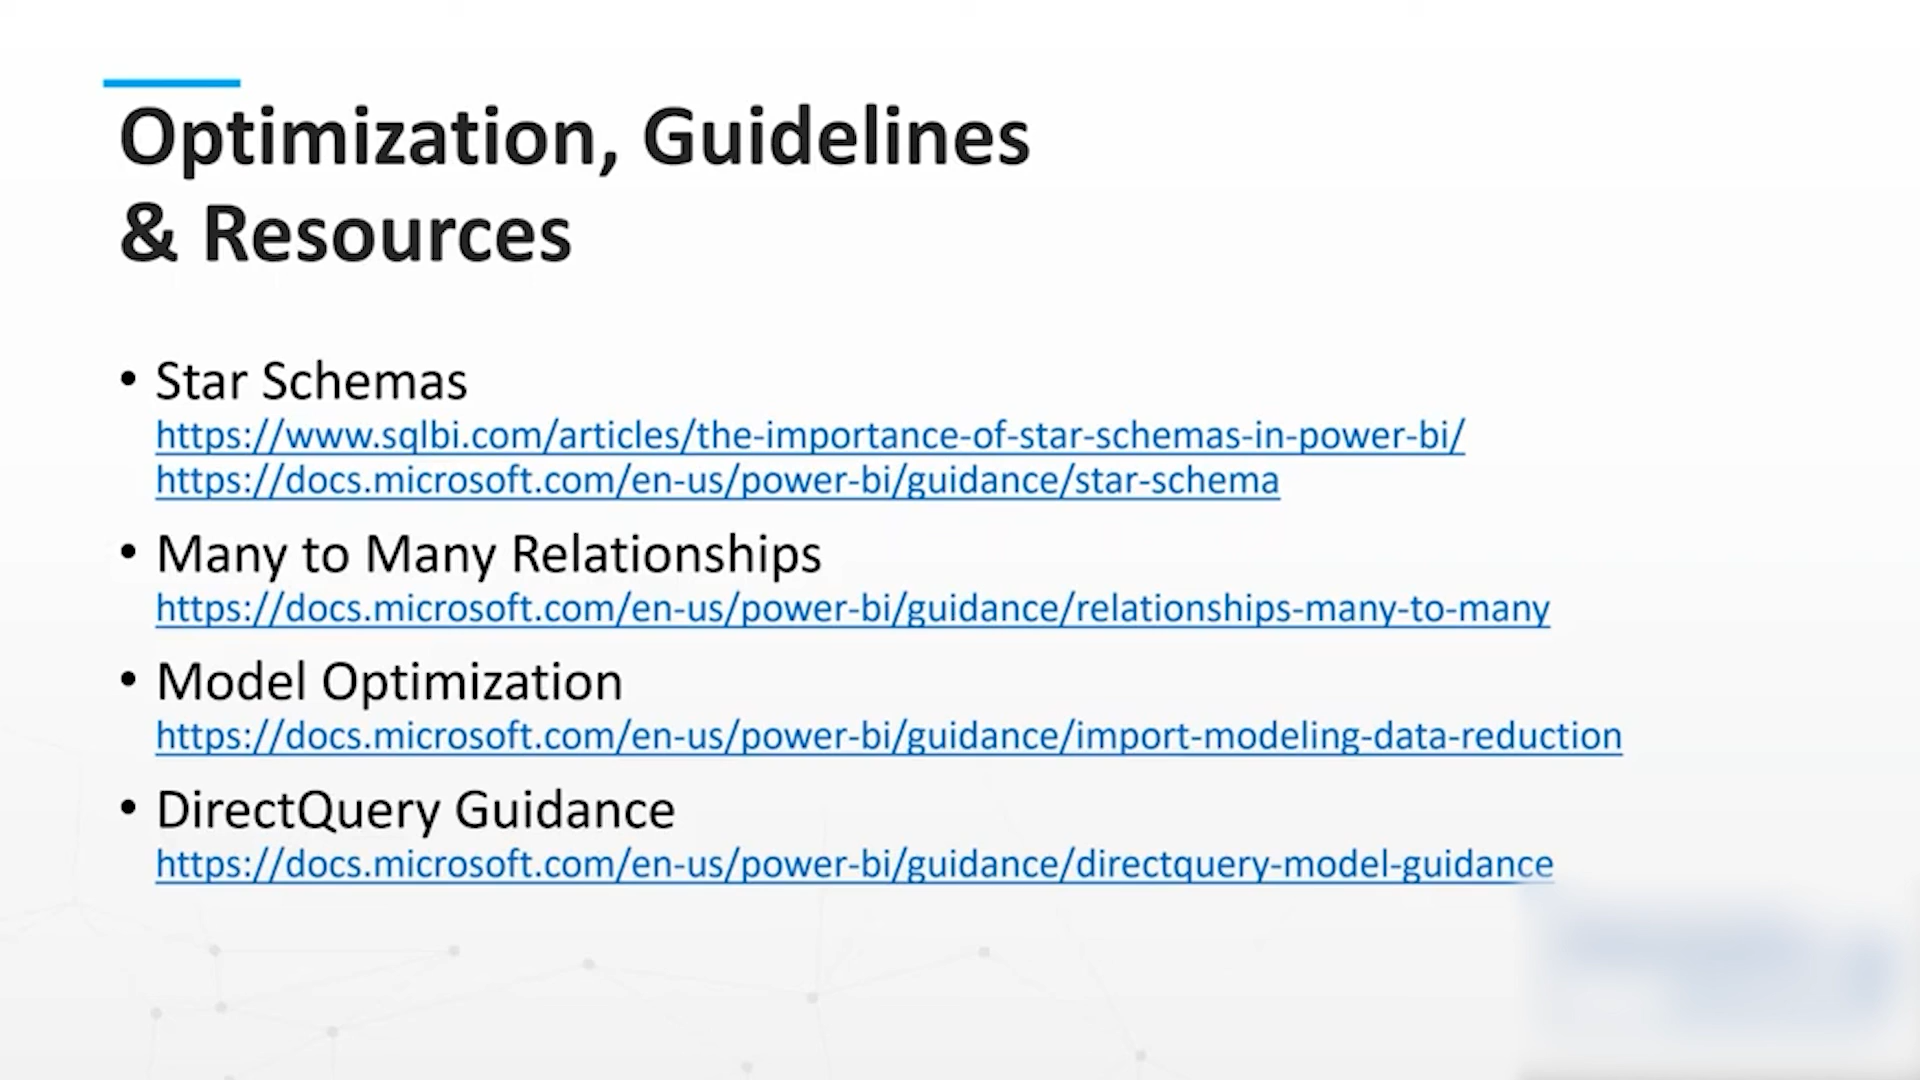 Optimization, Guidelines
& Resources
• Star Schemas
https://www.sqlbi.com/articles/the-importance-of-star-schemas-in-power-bi/
https://docs.microsoft.com/en-us/power-bi/guidance/star-schema
• Many to Many Relationships
https://docs.microsoft.com/en-us/power-bi/guidance/relationships-many-to-many
• Model Optimization
https://docs.microsoft.com/en-us/power-bi/guidance/import-modeling-data-reduction
• DirectQuery Guidance
https://docs.microsoft.com/en-us/power-bi/guidance/directquery-model-guidance